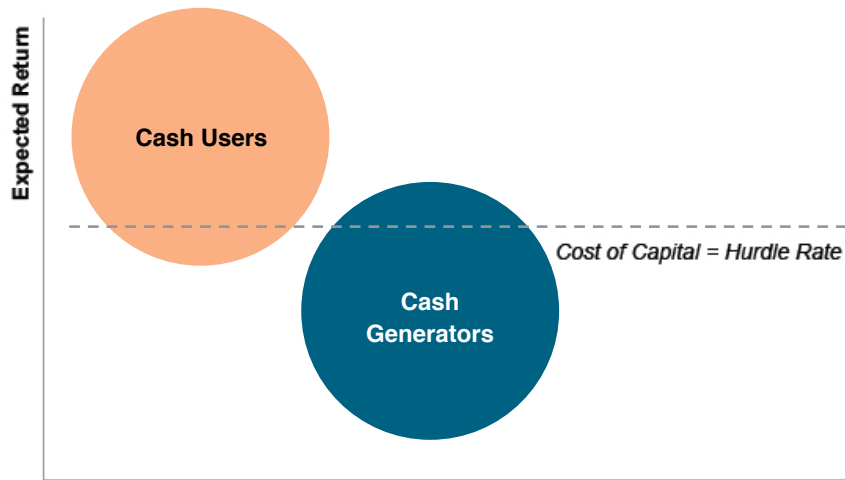 Expected Return
Cash Users
Cost of Capital = Hurdle Rate
Cash
Generators